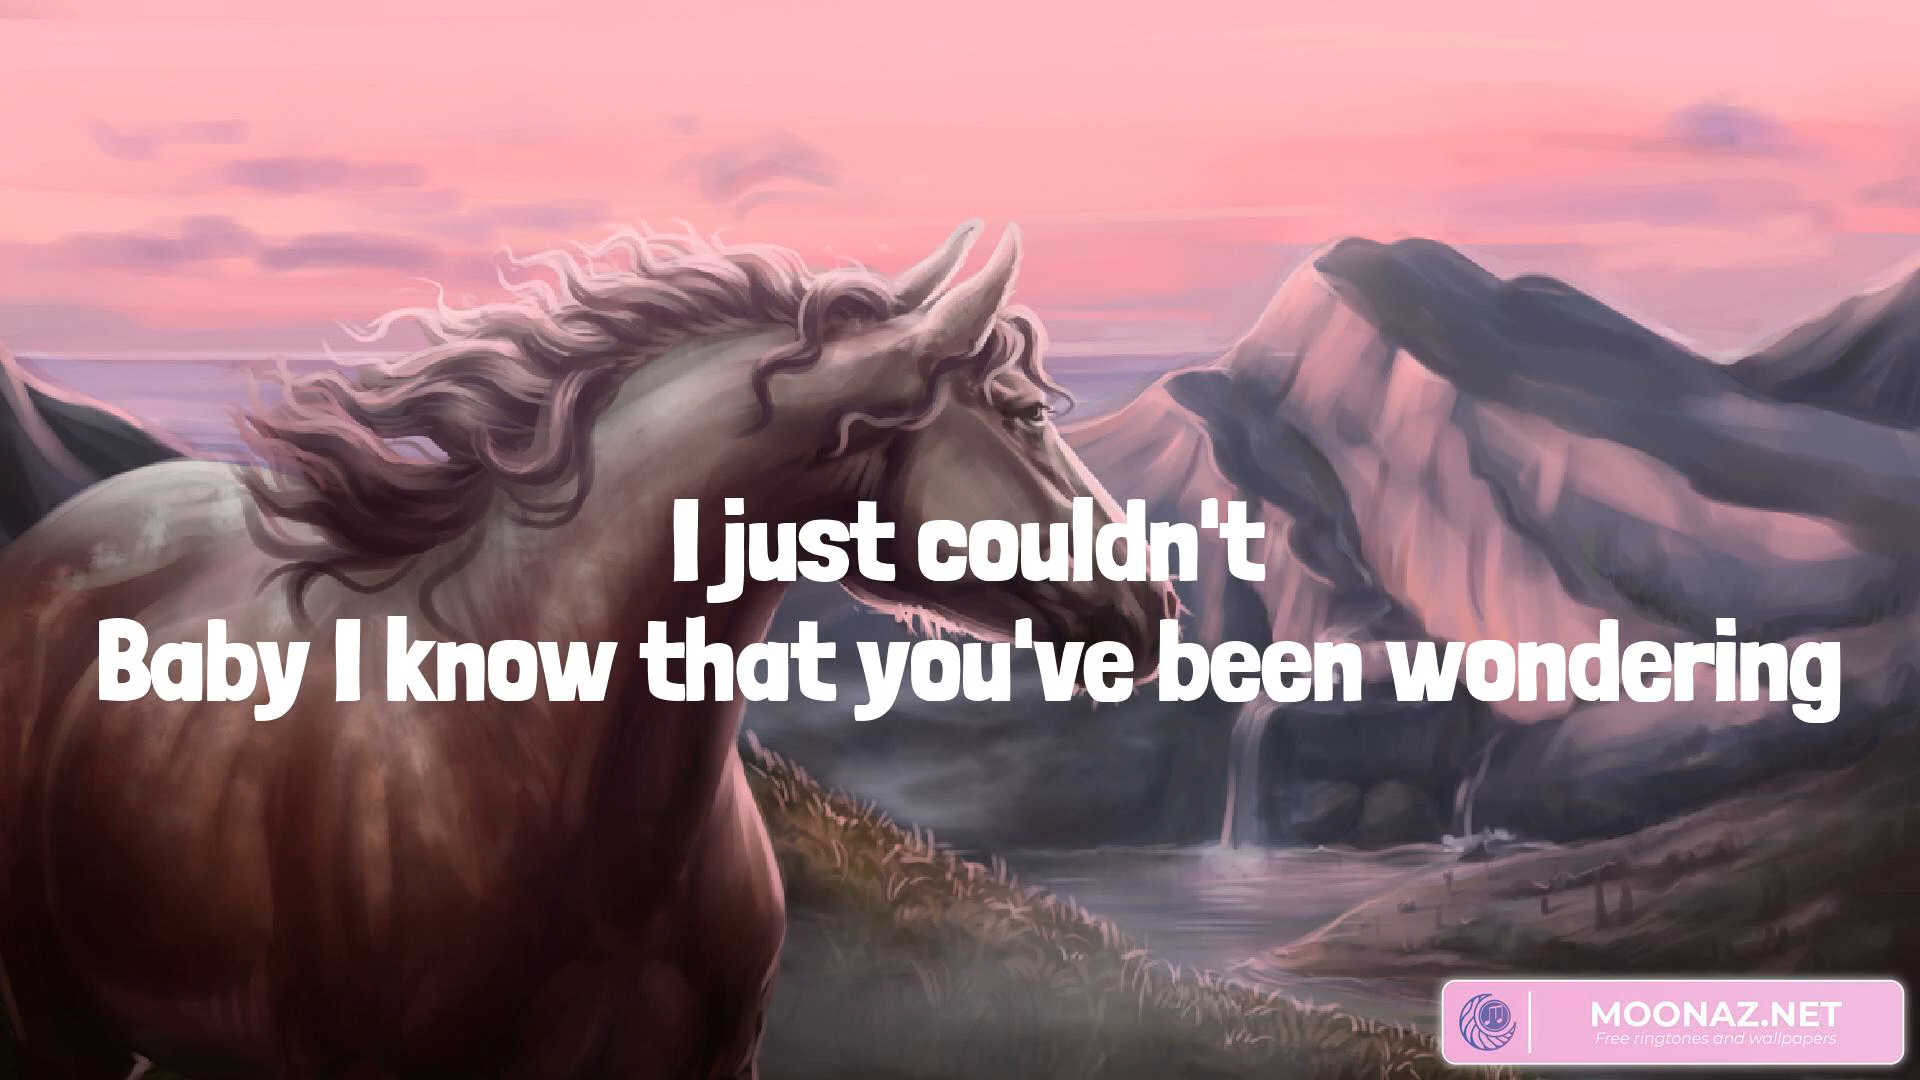 I just couldn't
Baby I know that you've been wondering
MOONAZ.NET
Free ringtones and wallpapers